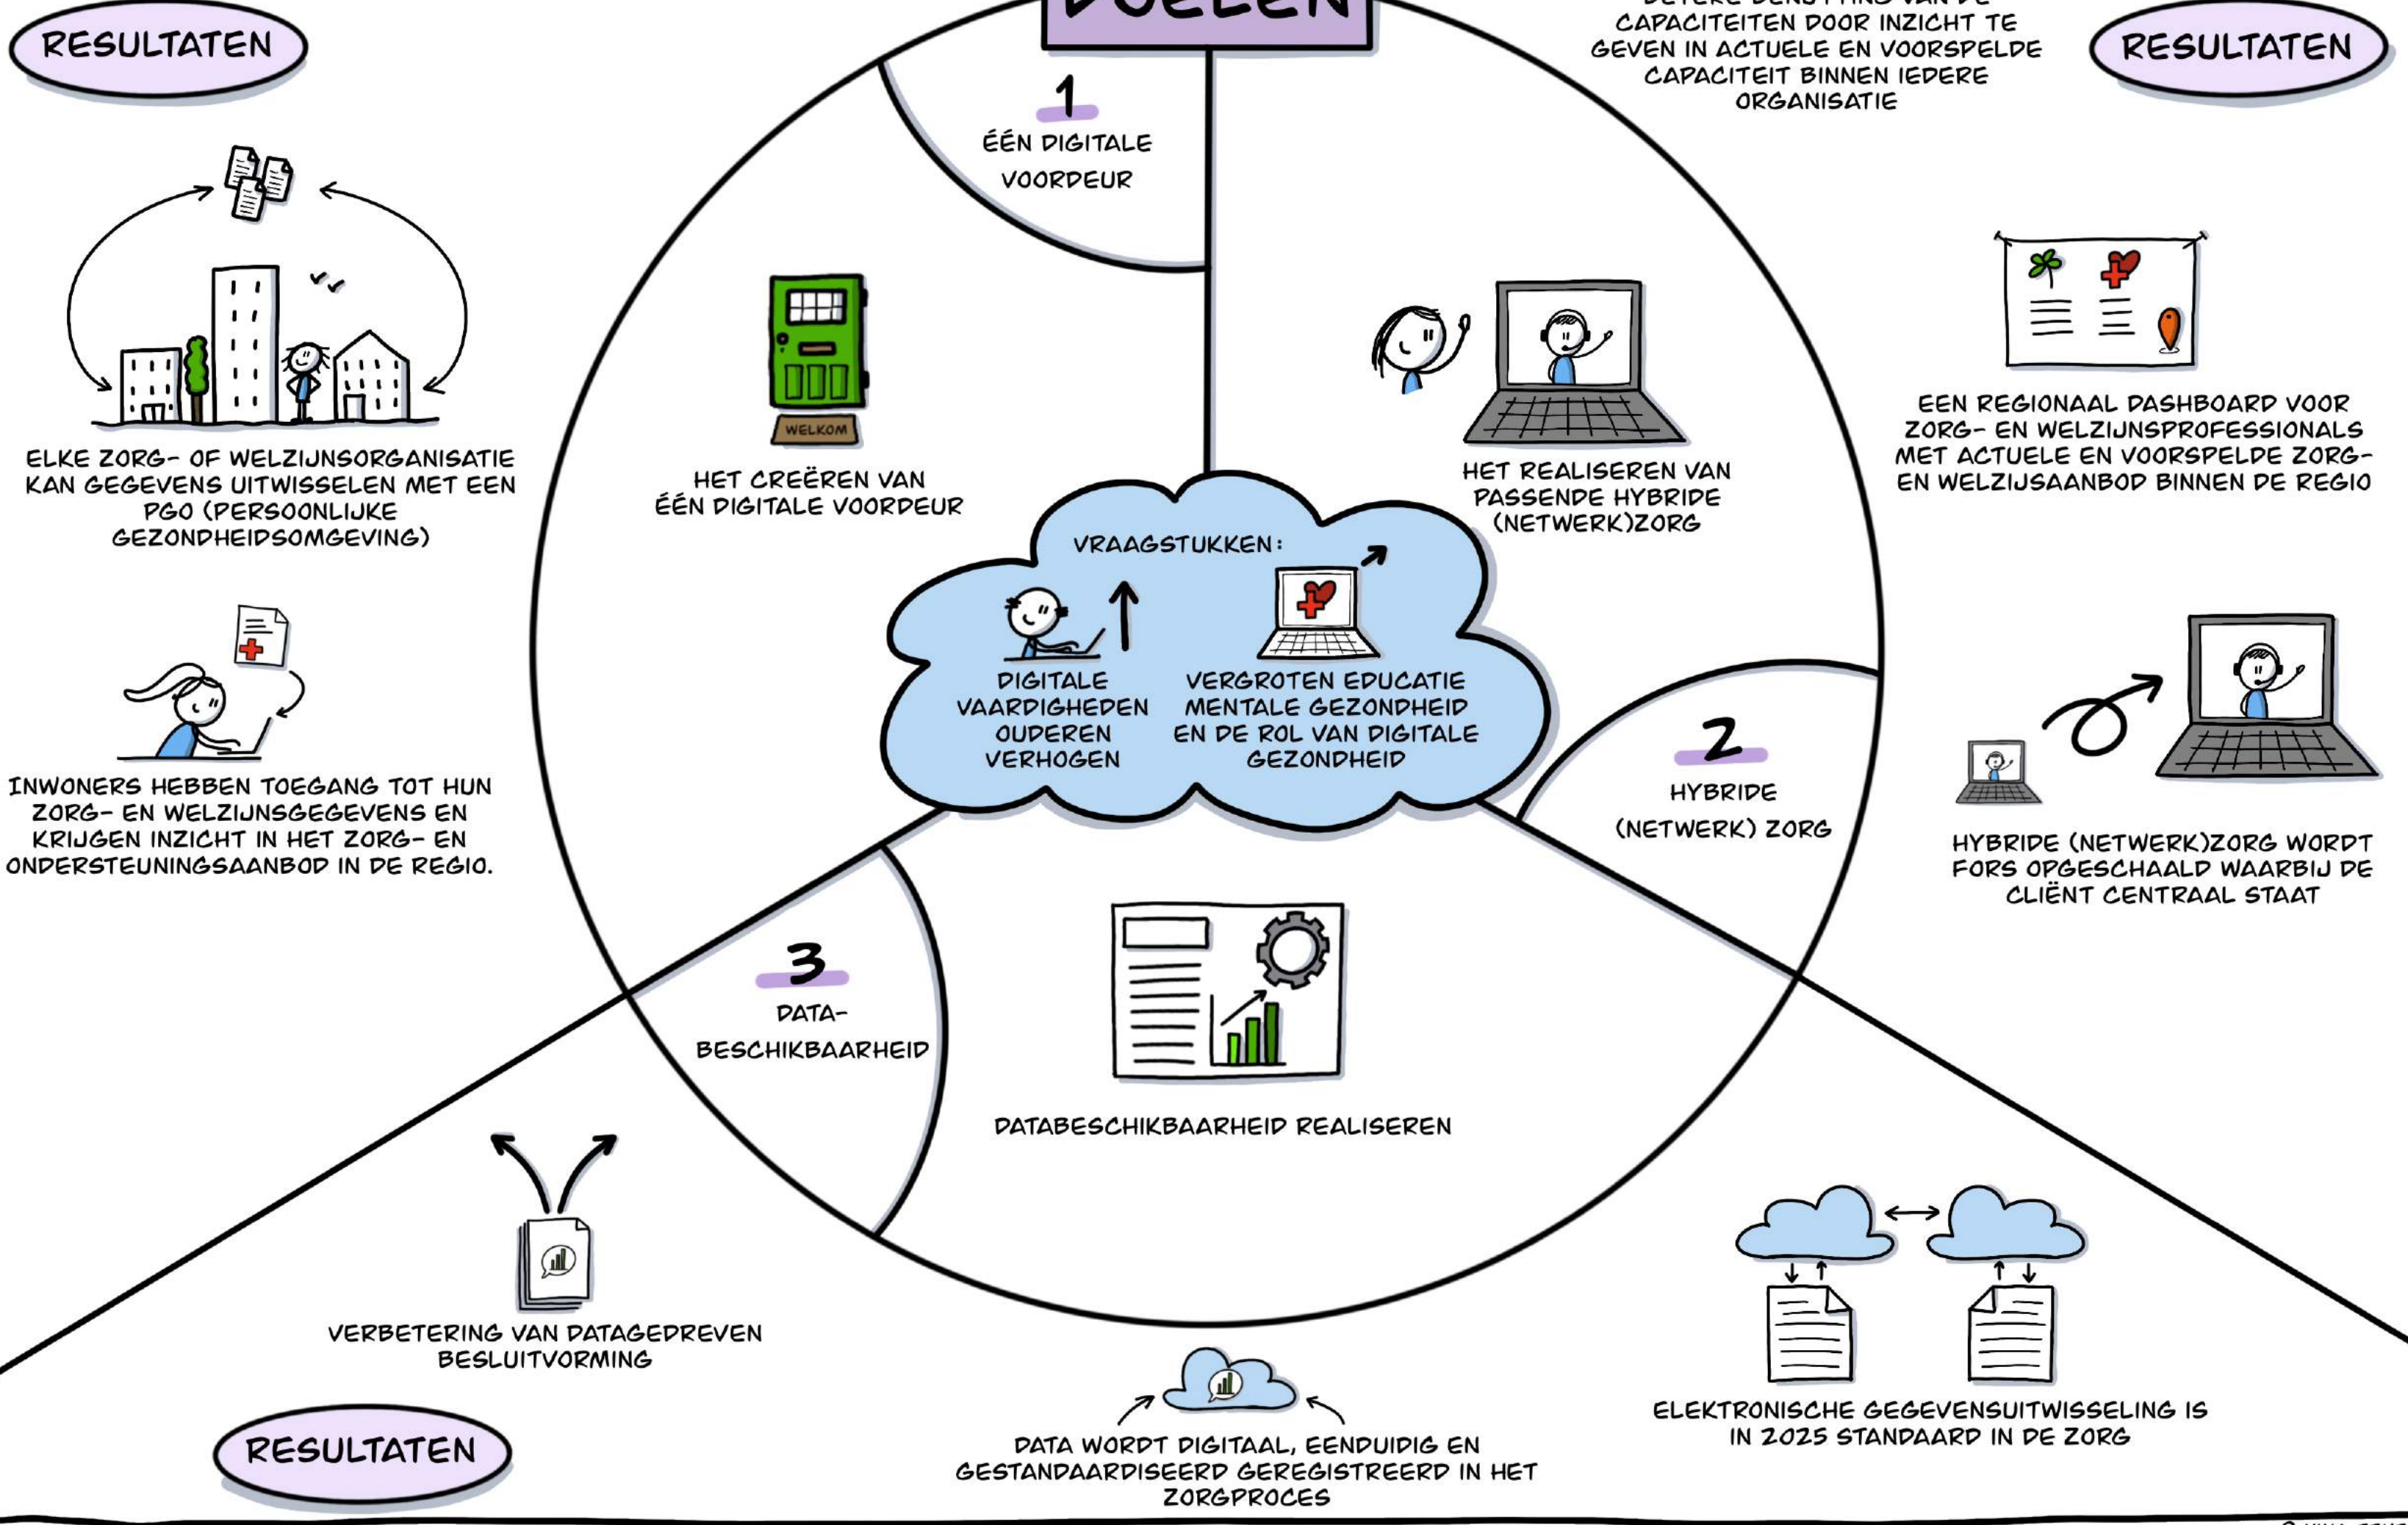 DOELEN
RESULTATEN
CAPACITEITEN DOOR INZICHT TE
GEVEN IN ACTUELE EN VOORSPELDE
CAPACITEIT BINNEN IEDERE
ORGANISATIE
RESULTATEN
1
ÉÉN DIGITALE
VOORDEUR
WELKOM
HET CREËREN VAN
ÉÉN DIGITALE VOORDEUR
HET REALISEREN VAN
PASSENDE HYBRIDE
(NETWERK)ZORG
ELKE ZORG- OF WELZIJNSORGANISATIE
KAN GEGEVENS UITWISSELEN MET EEN
PGO (PERSOONLIJKE
GEZONDHEIDSOMGEVING)
EEN REGIONAAL DASHBOARD VOOR
ZORG- EN WELZIJNSPROFESSIONALS
MET ACTUELE EN VOORSPELDE ZORG-
EN WELZIJSAANBOD BINNEN DE REGIO
VRAAGSTUKKEN:
DIGITALE
VAARDIGHEDEN
OUDEREN
VERHOGEN
VERGROTEN EDUCATIE
MENTALE GEZONDHEID
EN DE ROL VAN DIGITALE
GEZONDHEID
2
HYBRIDE
(NETWERK) ZORG
INWONERS HEBBEN TOEGANG TOT HUN
ZORG- EN WELZIJNSGEGEVENS EN
KRIJGEN INZICHT IN HET ZORG- EN
ONDERSTEUNINGSAANBOD IN DE REGIO.
HYBRIDE (NETWERK)ZORG WORDT
FORS OPGESCHAALD WAARBIJ DE
CLIËNT CENTRAAL STAAT
3
DATA-
BESCHIKBAARHEID
DATABESCHIKBAARHEID REALISEREN
VERBETERING VAN DATAGEDREVEN
BESLUITVORMING
RESULTATEN
DATA WORDT DIGITAAL, EENDUIDIG EN
GESTANDAARDISEERD GEREGISTREERD IN HET
ZORGPROCES
ELEKTRONISCHE GEGEVENSUITWISSELING IS
IN 2025 STANDAARD IN DE ZORG